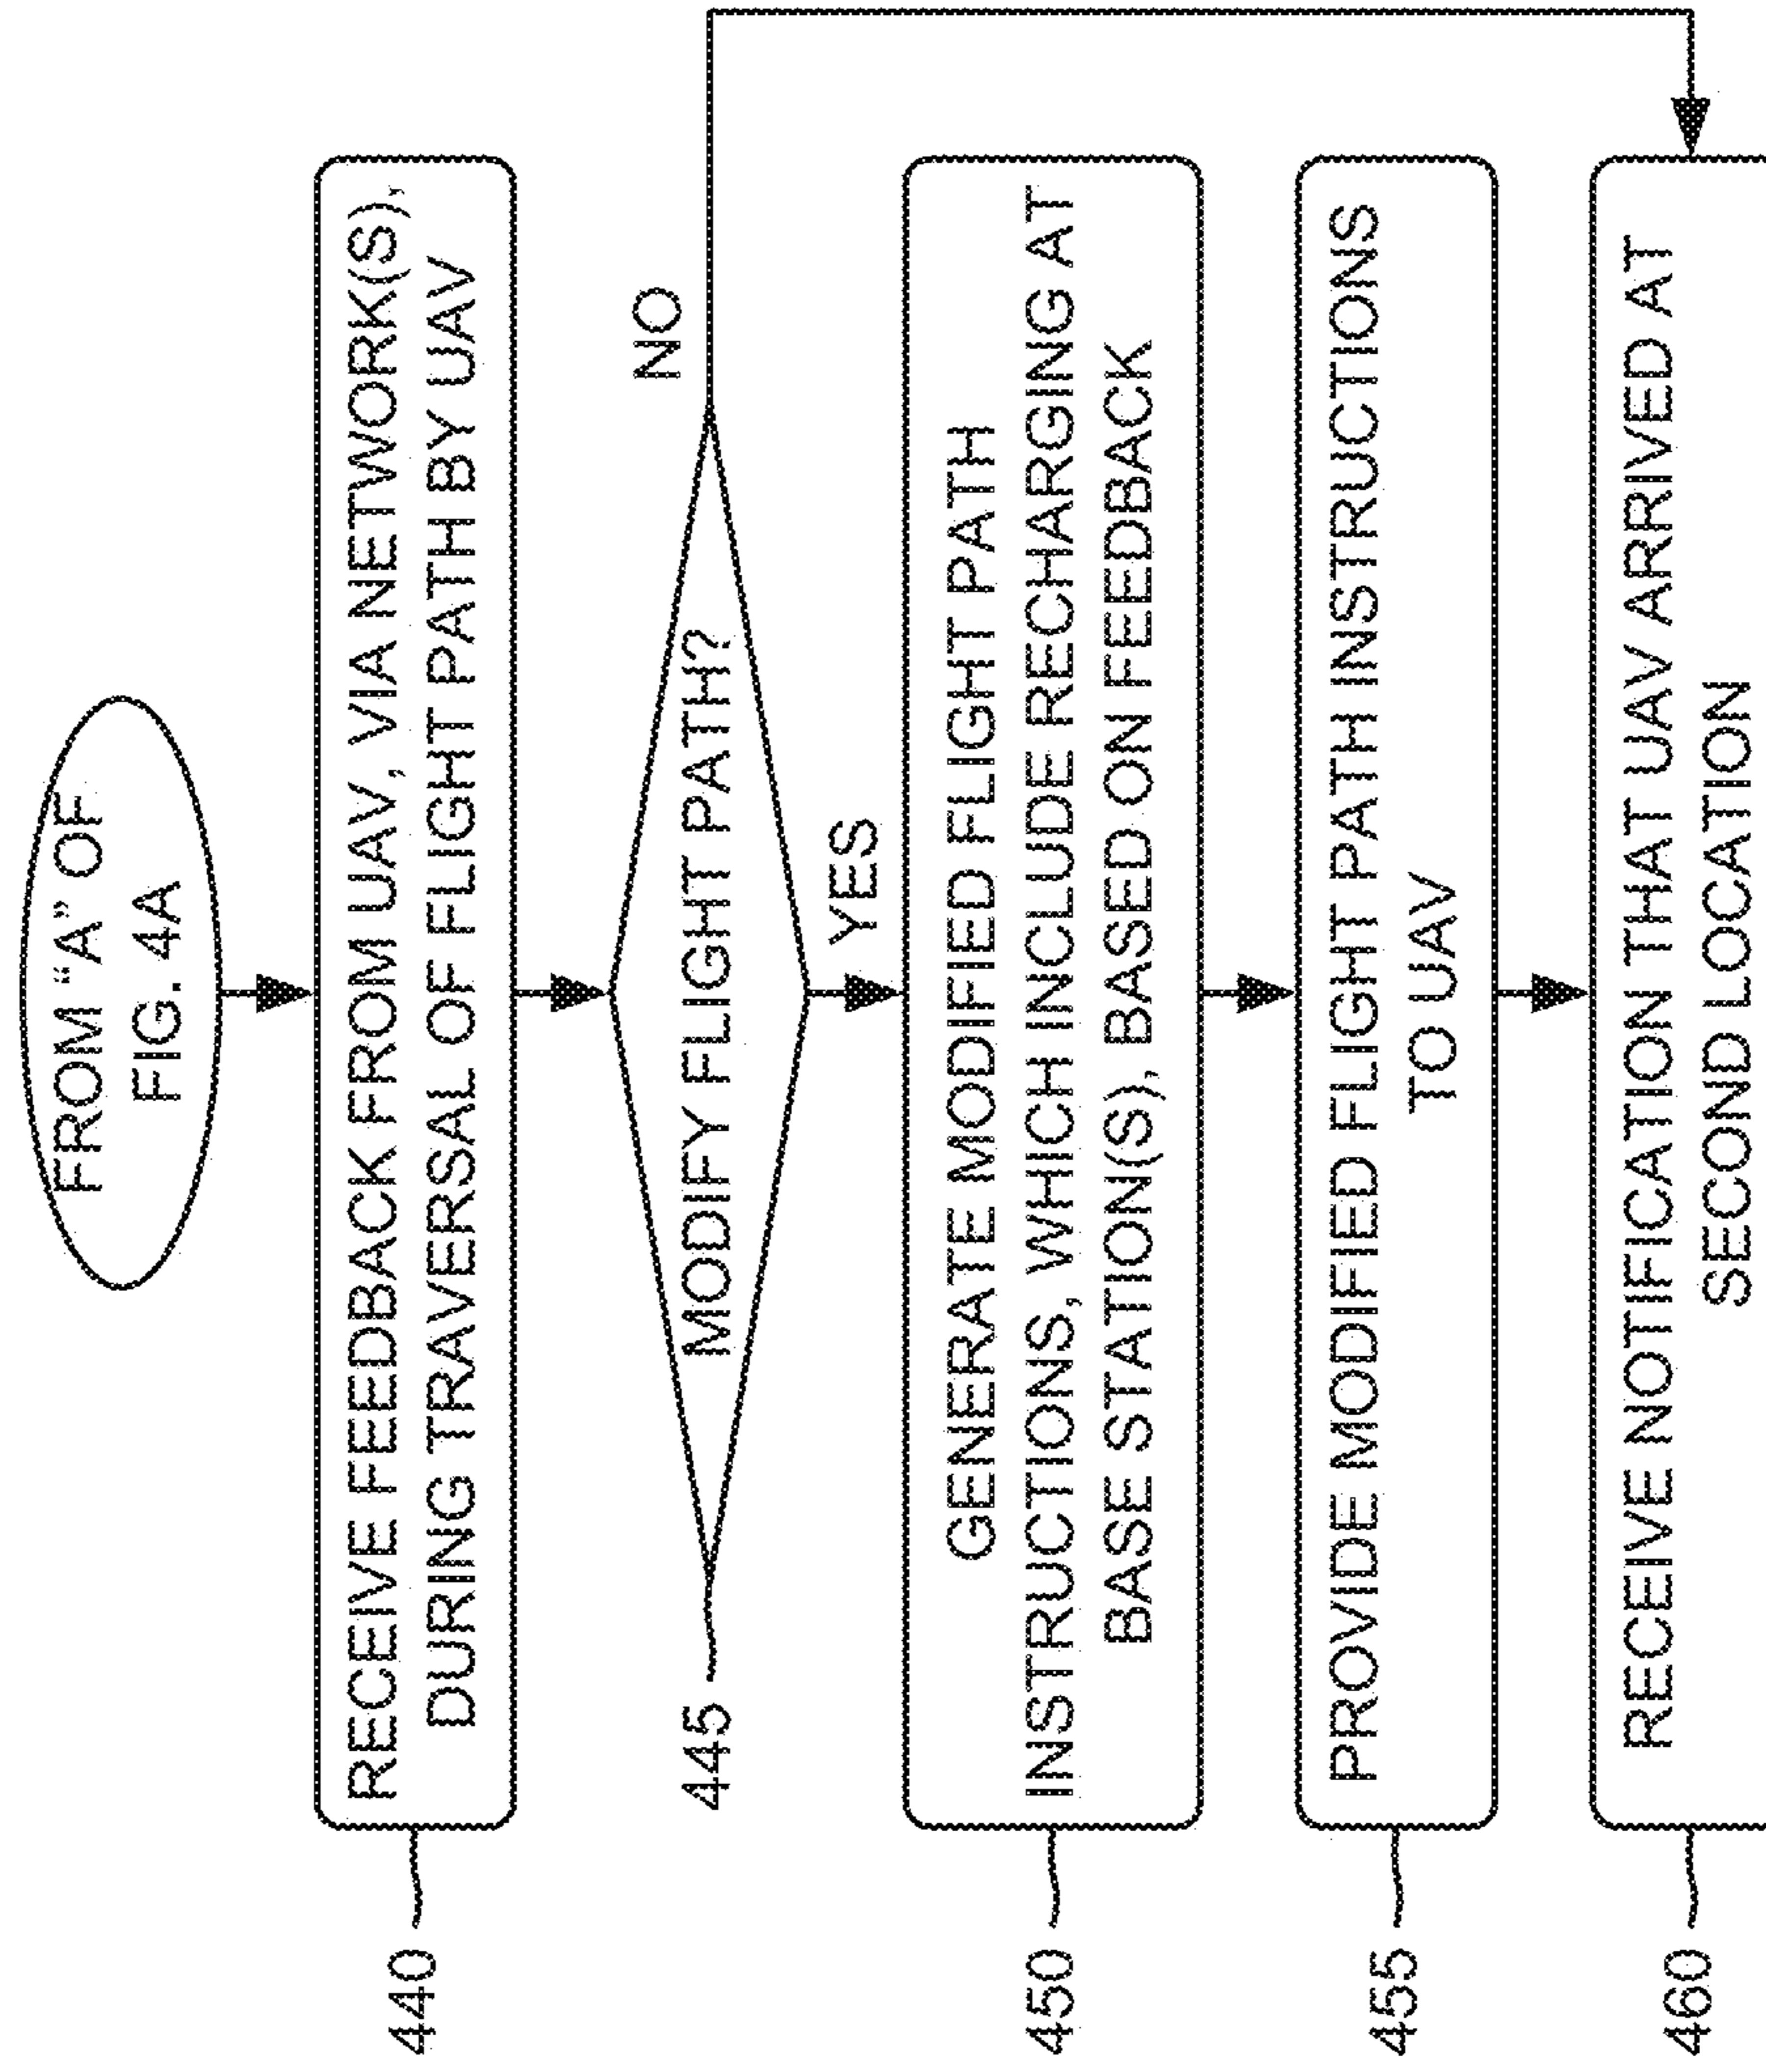 FROM "A" OF
FIG. 4A
440
RECEIVE FEEDBACK FROM UAV, VIA NETWORK(S),
DURING TRAVERSAL OF FLIGHT PATH BY UAV
445
MODIFY FLIGHT PATH?
NO
YES
450
GENERATE MODIFIED FLIGHT PATH
INSTRUCTIONS, WHICH INCLUDE RECHARGING AT
BASE STATION(S), BASED ON FEEDBACK
455
PROVIDE MODIFIED FLIGHT PATH INSTRUCTIONS
TO UAV
460
RECEIVE NOTIFICATION THAT UAV ARRIVED AT
SECOND LOCATION